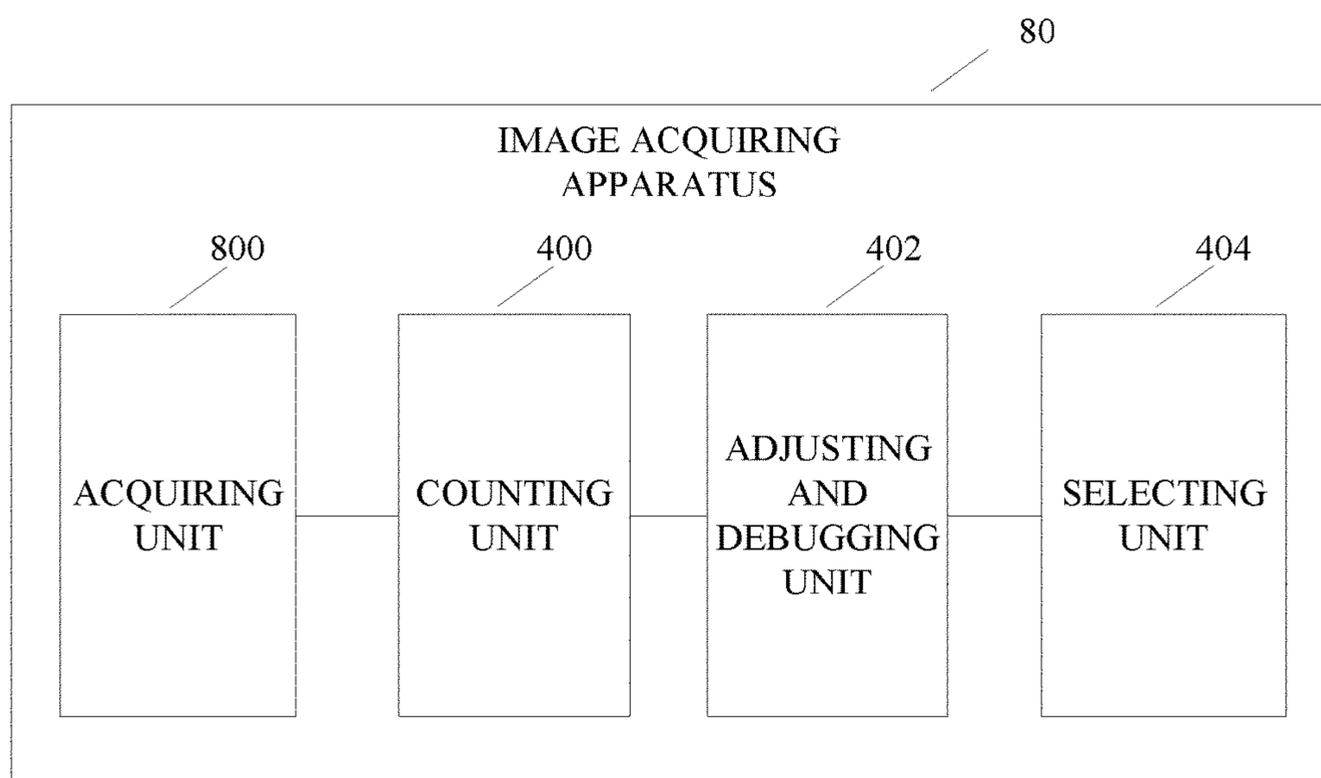 80
IMAGE ACQUIRING
APPARATUS
800
400
402
404
ACQUIRING
UNIT
COUNTING
UNIT
ADJUSTING
AND
DEBUGGING
UNIT
SELECTING
UNIT